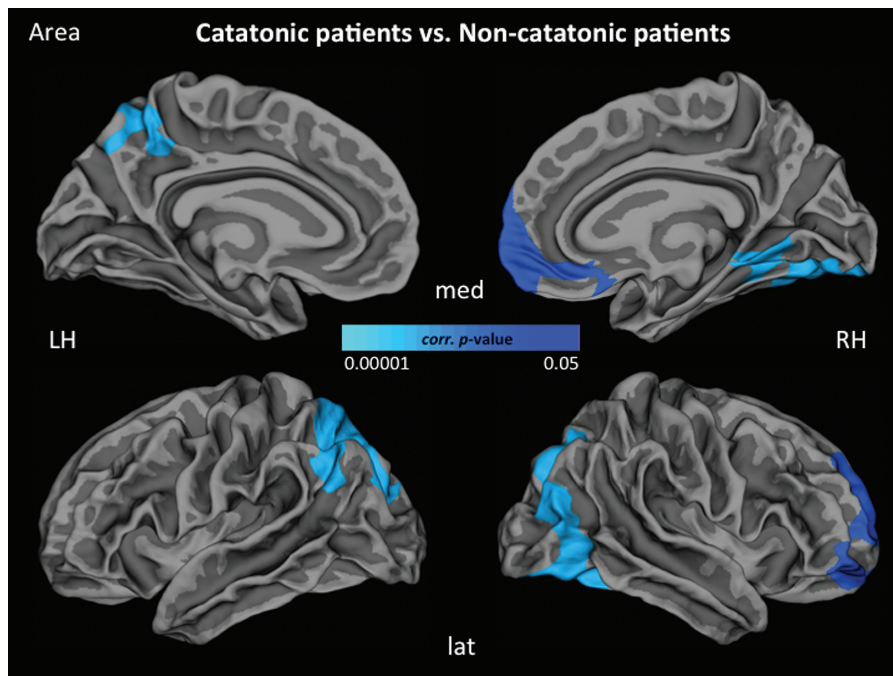 Area
Catatonic patients vs. Non-catatonic patients
med
LH
RH
corr. p-value
0.00001
0.05
lat